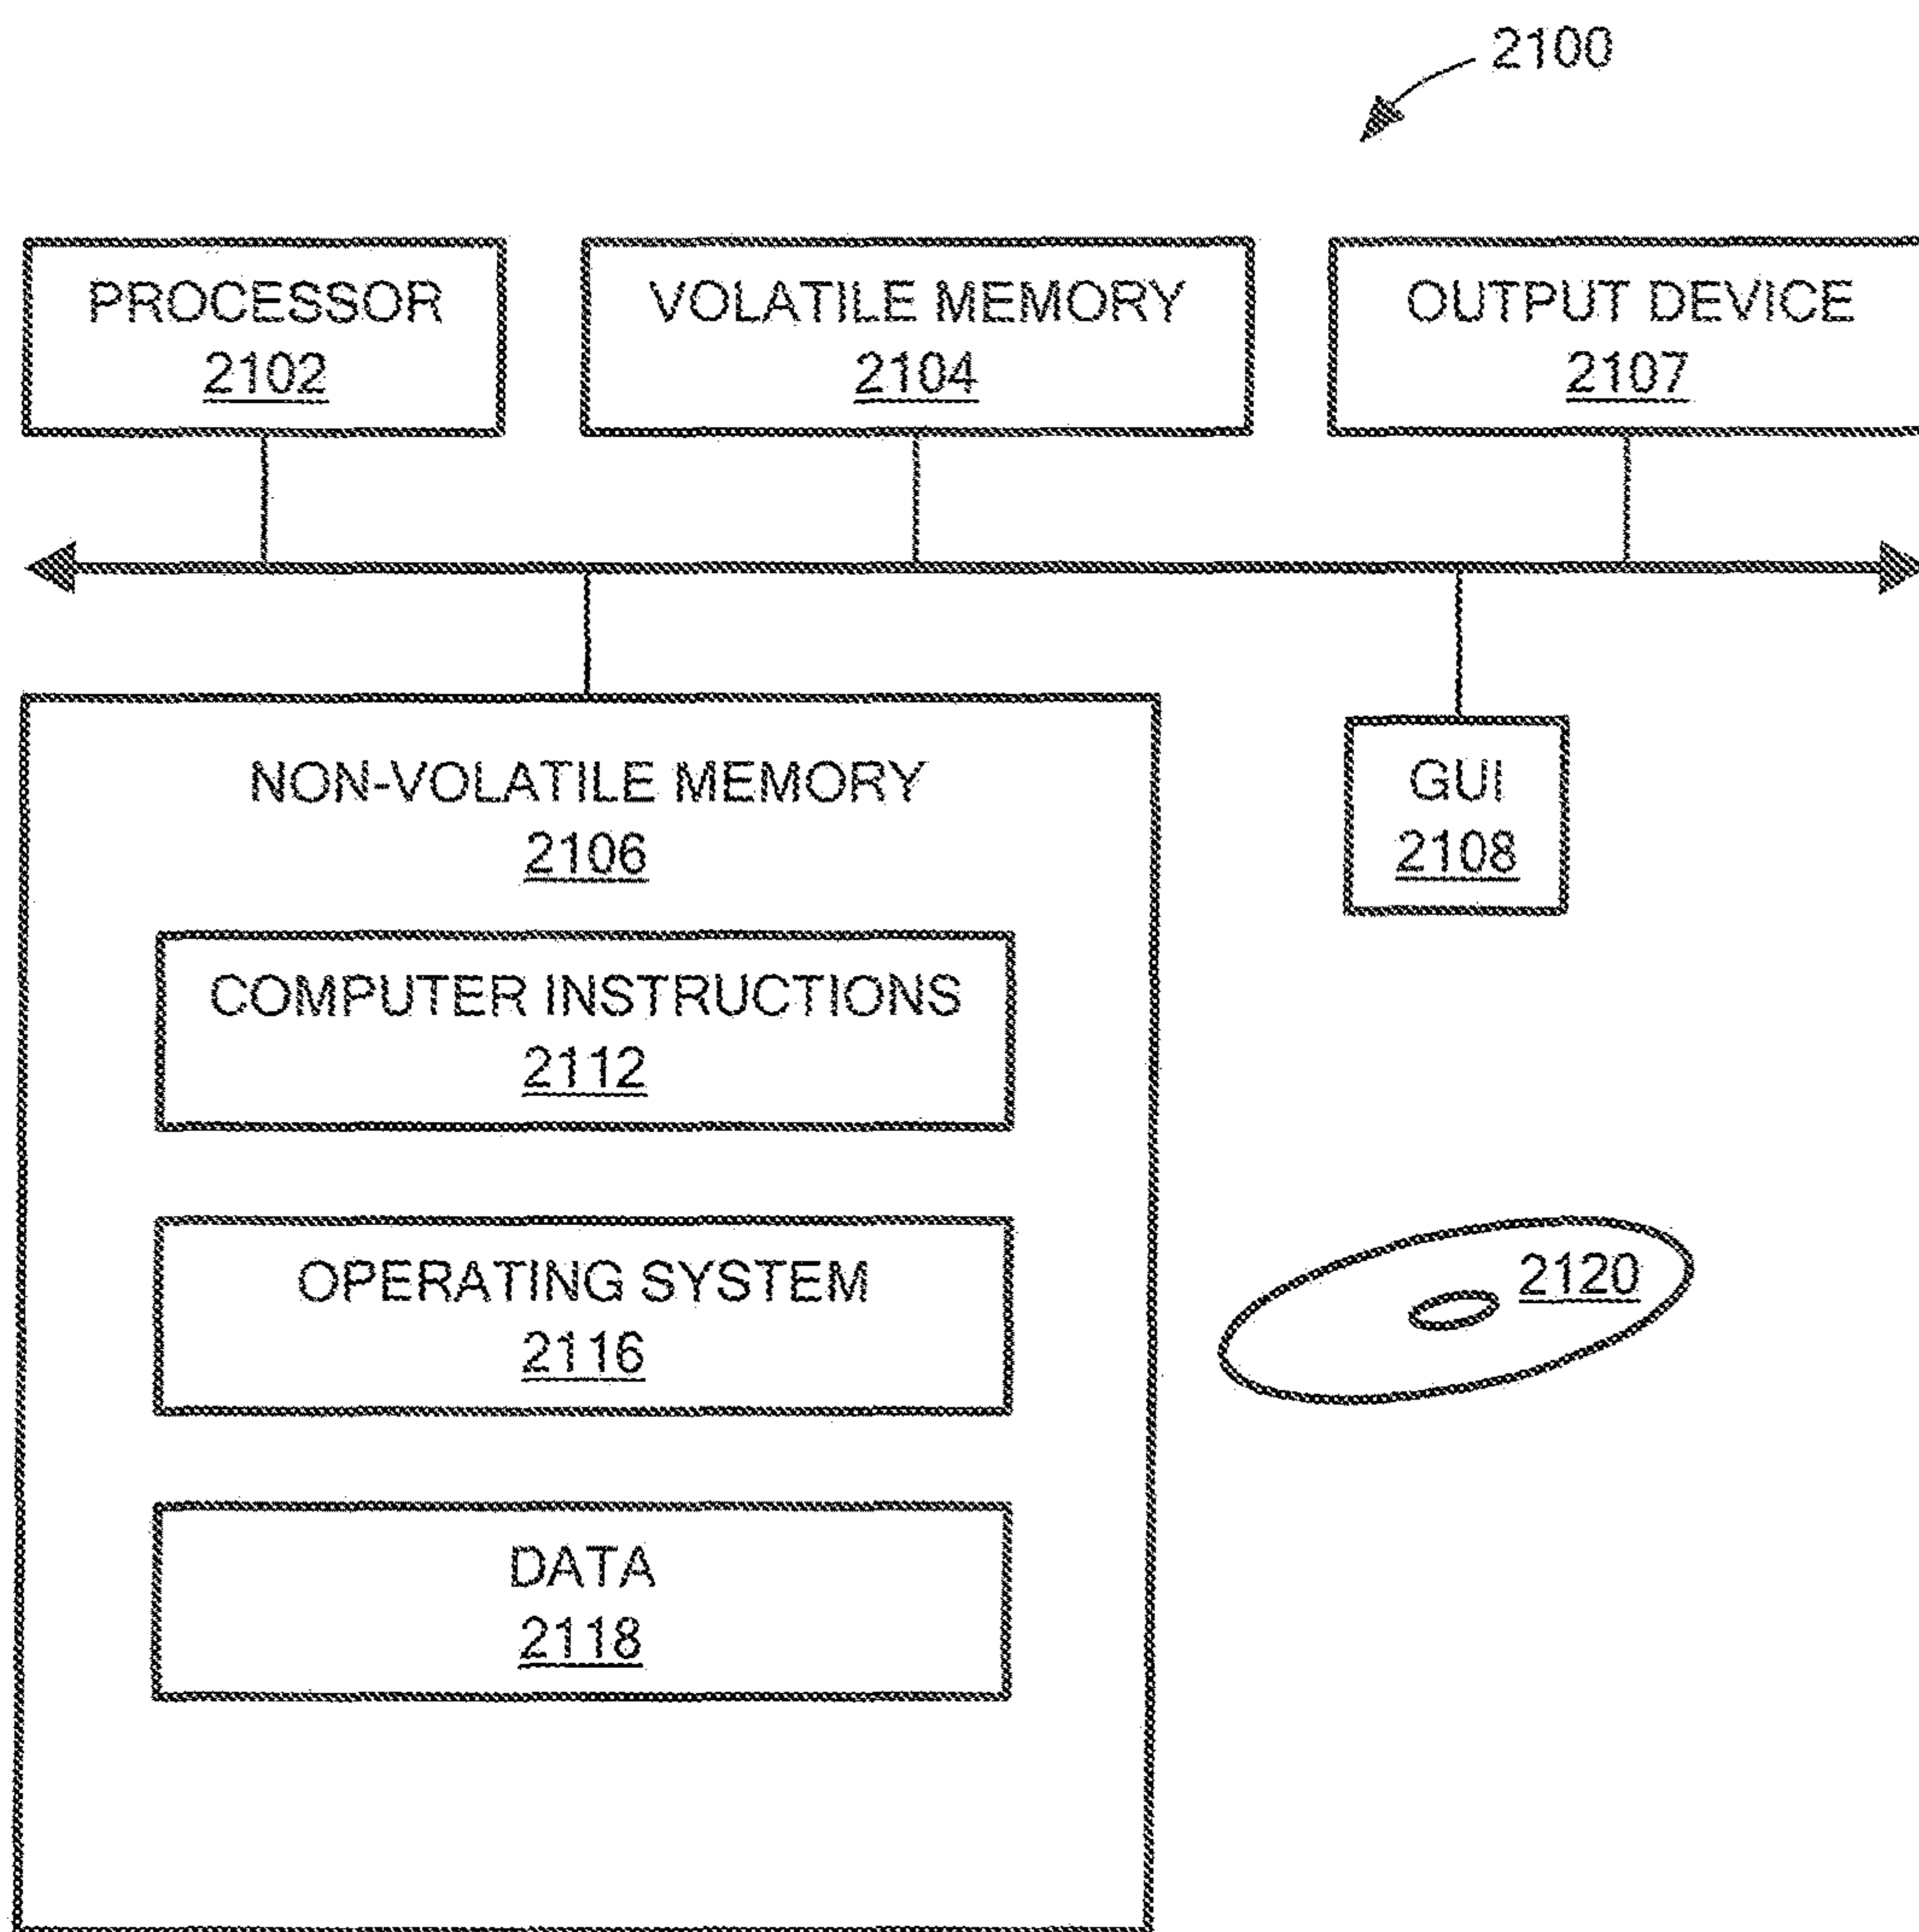 2100
PROCESSOR
2102
VOLATILE MEMORY
2104
OUTPUT DEVICE
2107
NON-VOLATILE MEMORY
2106
GUI
2108
COMPUTER INSTRUCTIONS
2112
OPERATING SYSTEM
2116
2120
DATA
2118